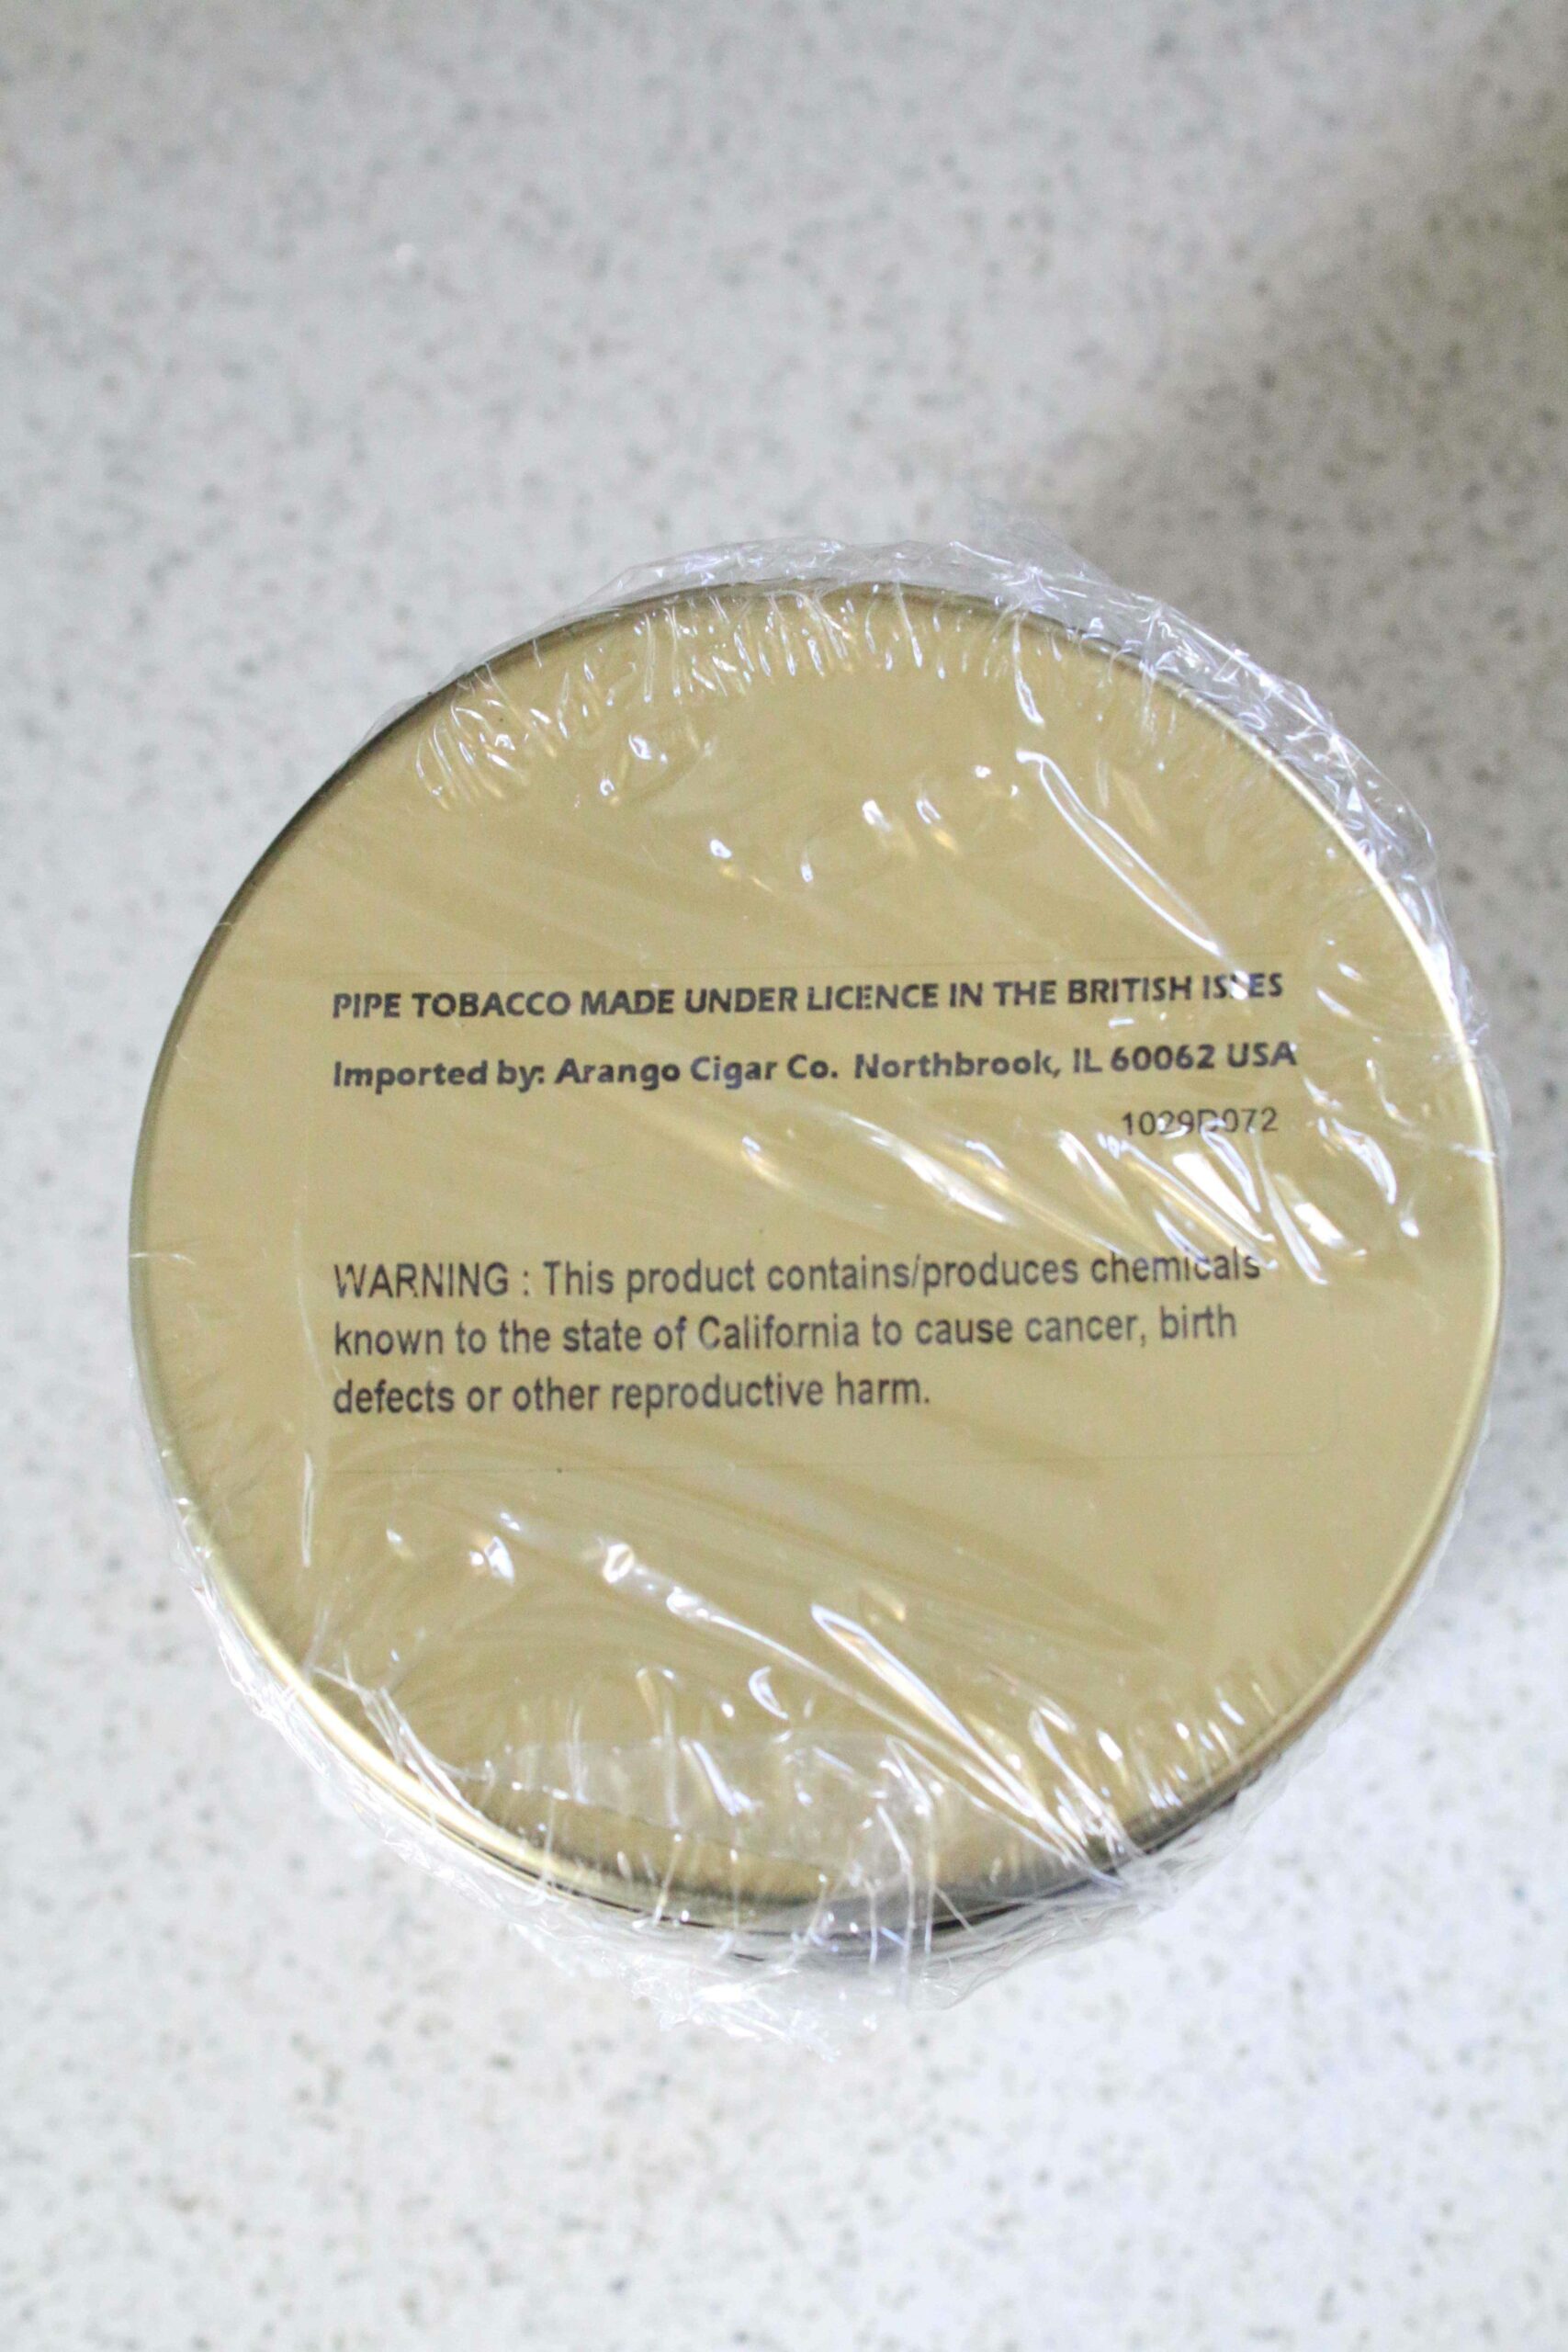 PIPE TOBACCO MADE UNDER LICENCE IN THE BRITISH ISLES
Imported by: Arango Cigar Co. Northbrook, IL 60062 USA
1029D072
WARNING : This product contains/produces chemicals
known to the state of California to cause cancer, birth
defects or other reproductive harm.